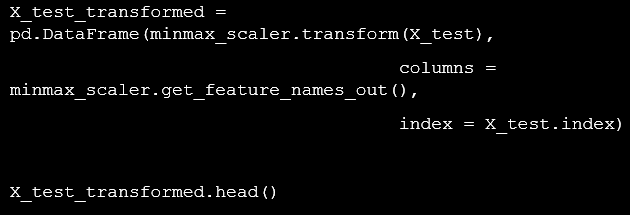 X_test_transformed =
pd.DataFrame(minmax_scaler.transform(X_test),
columns =
minmax_scaler.get_feature_names_out(),
index = X_test.index)
X_test_transformed.head()